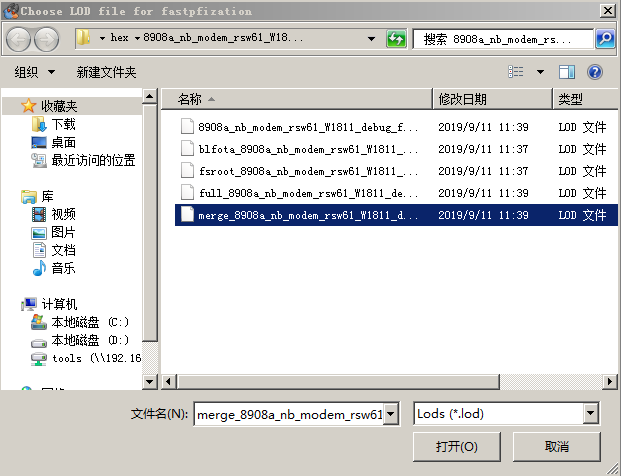 Choose LOD file for fastpfization
hex 8908a_nb_modem_rsw61_W18... 搜索 8908a_nb_modem_rs...
组织 新建文件夹
名称 修改日期 类型
收藏夹
下载
桌面
最近访问的位置
库
视频
图片
文档
音乐
计算机
本地磁盘 (C:)
本地磁盘 (D:)
tools (\\192.16
8908a_nb_modem_rsw61_W1811_debug_f... 2019/9/11 11:39 LOD 文件
blfota_8908a_nb_modem_rsw61_W1811_... 2019/9/11 11:37 LOD 文件
fsroot_8908a_nb_modem_rsw61_W1811_... 2019/9/11 11:37 LOD 文件
full_8908a_nb_modem_rsw61_W1811_de... 2019/9/11 11:39 LOD 文件
merge_8908a_nb_modem_rsw61_W1811_d... 2019/9/11 11:39 LOD 文件
文件名(N): merge_8908a_nb_modem_rsw61 Lods (*.lod)
打开(O) 取消